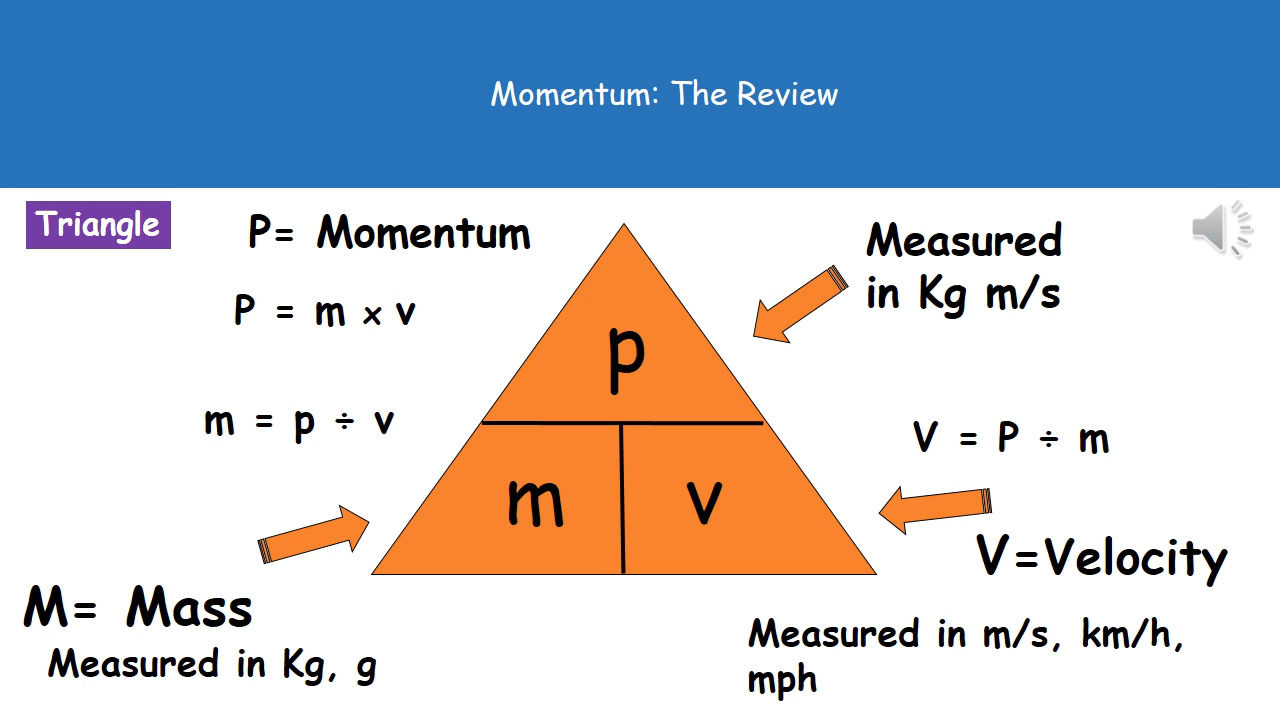 Momentum: The Review
Triangle
P= Momentum
P = m x v
m = p ÷ v
p
m
v
Measured
in Kg m/s
V = P ÷ m
V=Velocity
Measured in m/s, km/h,
mph
M= Mass
Measured in Kg, g